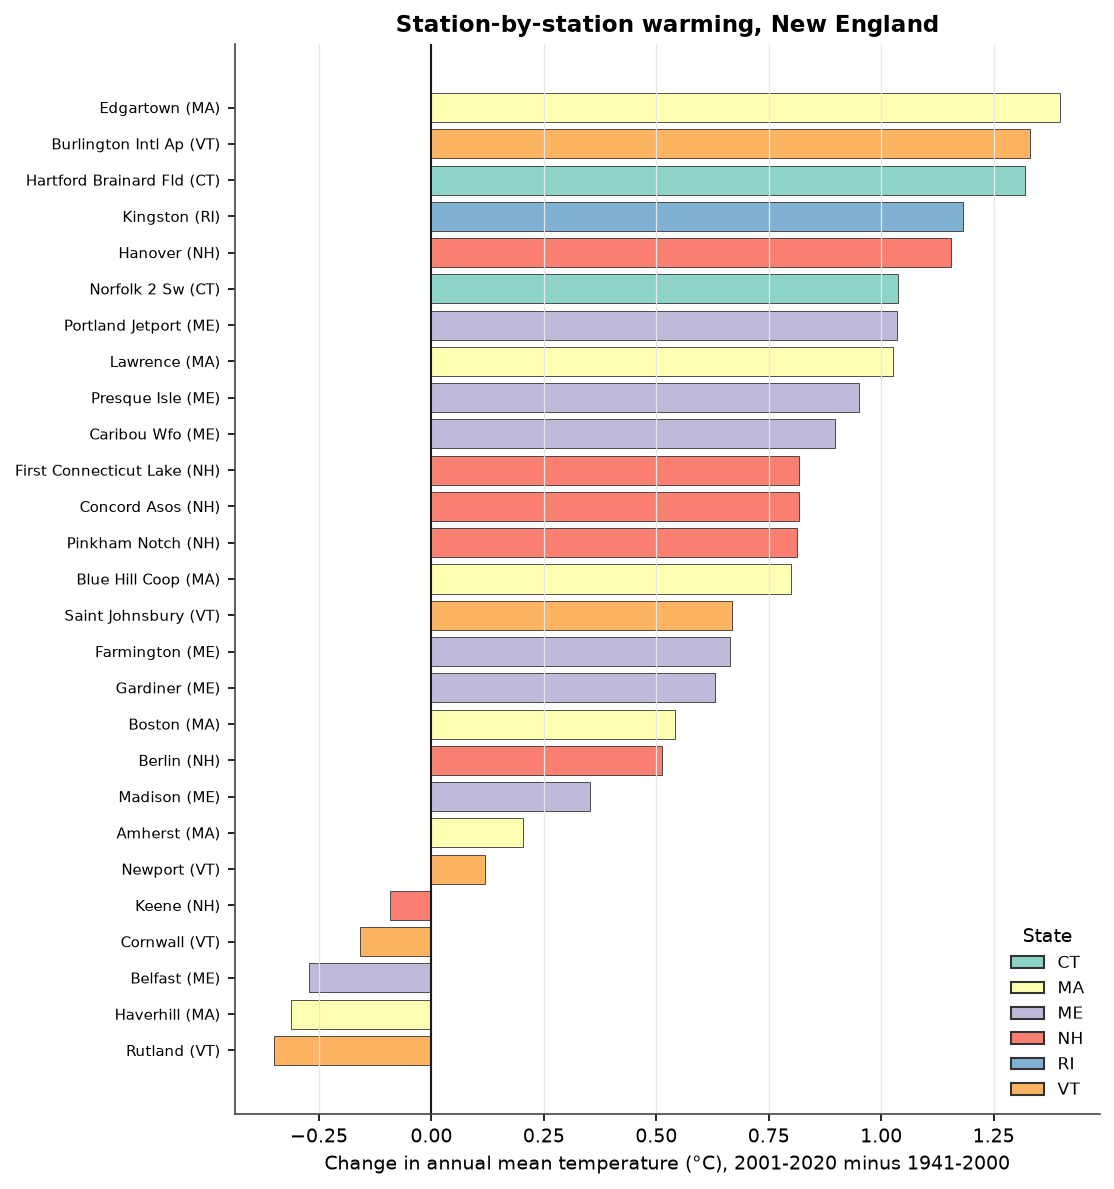 Station-by-station warming, New England
Edgartown (MA)
Burlington Intl Ap (VT)
Hartford Brainard Fld (CT)
Kingston (RI)
Hanover (NH)
Norfolk 2 Sw (CT)
Portland Jetport (ME)
Lawrence (MA)
Presque Isle (ME)
Caribou Wfo (ME)
First Connecticut Lake (NH)
Concord Asos (NH)
Pinkham Notch (NH)
Blue Hill Coop (MA)
Saint Johnsbury (VT)
Farmington (ME)
Gardiner (ME)
Boston (MA)
Berlin (NH)
Madison (ME)
Amherst (MA)
Newport (VT)
Keene (NH)
Cornwall (VT)
Belfast (ME)
Haverhill (MA)
Rutland (VT)
State
CT
MA
ME
NH
RI
VT
−0.25 0.00 0.25 0.50 0.75 1.00 1.25
Change in annual mean temperature (°C), 2001-2020 minus 1941-2000